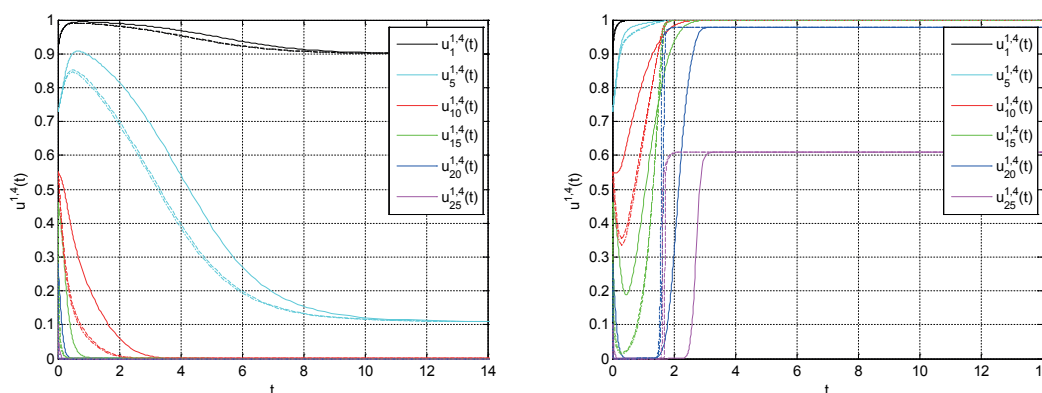 1
0.9
0.8
0.7
0.6
0.5
0.4
0.3
0.2
0.1
0
0 2 4 6 8 10 12 14
t
u^{1,4}(t)
u_1^{1,4}(t)
u_5^{1,4}(t)
u_{10}^{1,4}(t)
u_{15}^{1,4}(t)
u_{20}^{1,4}(t)
u_{25}^{1,4}(t)
1
0.9
0.8
0.7
0.6
0.5
0.4
0.3
0.2
0.1
0
0 2 4 6 8 10 12
t
u^{1,4}(t)
u_1^{1,4}(t)
u_5^{1,4}(t)
u_{10}^{1,4}(t)
u_{15}^{1,4}(t)
u_{20}^{1,4}(t)
u_{25}^{1,4}(t)